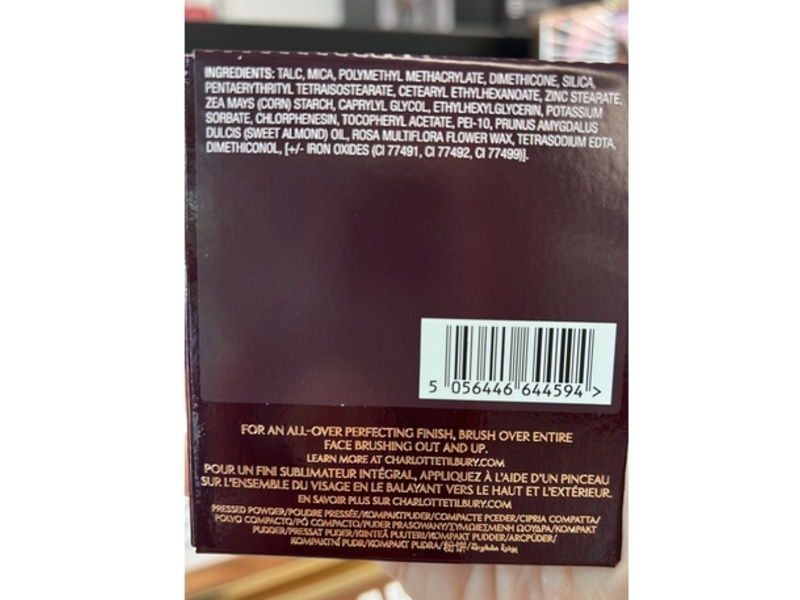 INGREDIENTS: TALC, MICA, POLYMETHYL METHACRYLATE, DIMETHICONE, SILICA,
PENTAERYTHRITYL TETRAISOSTEARATE, CETEARYL ETHYLHEXANOATE, ZINC STEARATE,
ZEA MAYS (CORN) STARCH, CAPRYLYL GLYCOL, ETHYLHEXYLGLYCERIN, POTASSIUM
SORBATE, CHLORPHENESIN, TOCOPHERYL ACETATE, PEI-10, PRUNUS AMYGDALUS
DULCIS (SWEET ALMOND) OIL, ROSA MULTIFLORA FLOWER WAX, TETRASODIUM EDTA,
DIMETHICONOL, [+/- IRON OXIDES (CI 77491, CI 77492, CI 77499)].
5 056446 644594 >
FOR AN ALL-OVER PERFECTING FINISH, BRUSH OVER ENTIRE
FACE BRUSHING OUT AND UP.
LEARN MORE AT CHARLOTTETILBURY.COM
POUR UN FINI SUBLIMATEUR INTÉGRAL, APPLIQUEZ À L'AIDE D'UN PINCEAU
SUR L'ENSEMBLE DU VISAGE EN LE BALAYANT VERS LE HAUT ET L'EXTÉRIEUR.
EN SAVOIR PLUS SUR CHARLOTTETILBURY.COM
PRESSED POWDER/POUDRE PRESSÉE/KOMPAKTPUDER/COMPACTE POEDER/CIPRIA COMPATTA/
POLVO COMPACTO/PÓ COMPACTO/PUDER PRASOWANY/ΣΥΜΠΙΕΣΜΕΝΗ ΠΟΥΔΡΑ/KOMPAKT
PUDDER/PRESSAT PUDER/KIINTEÄ PUUTERI/KOMPAKT PUDDER/ARCPÚDER/
KOMPAKTNÍ PUDR/KOMPAKT PUDRA/